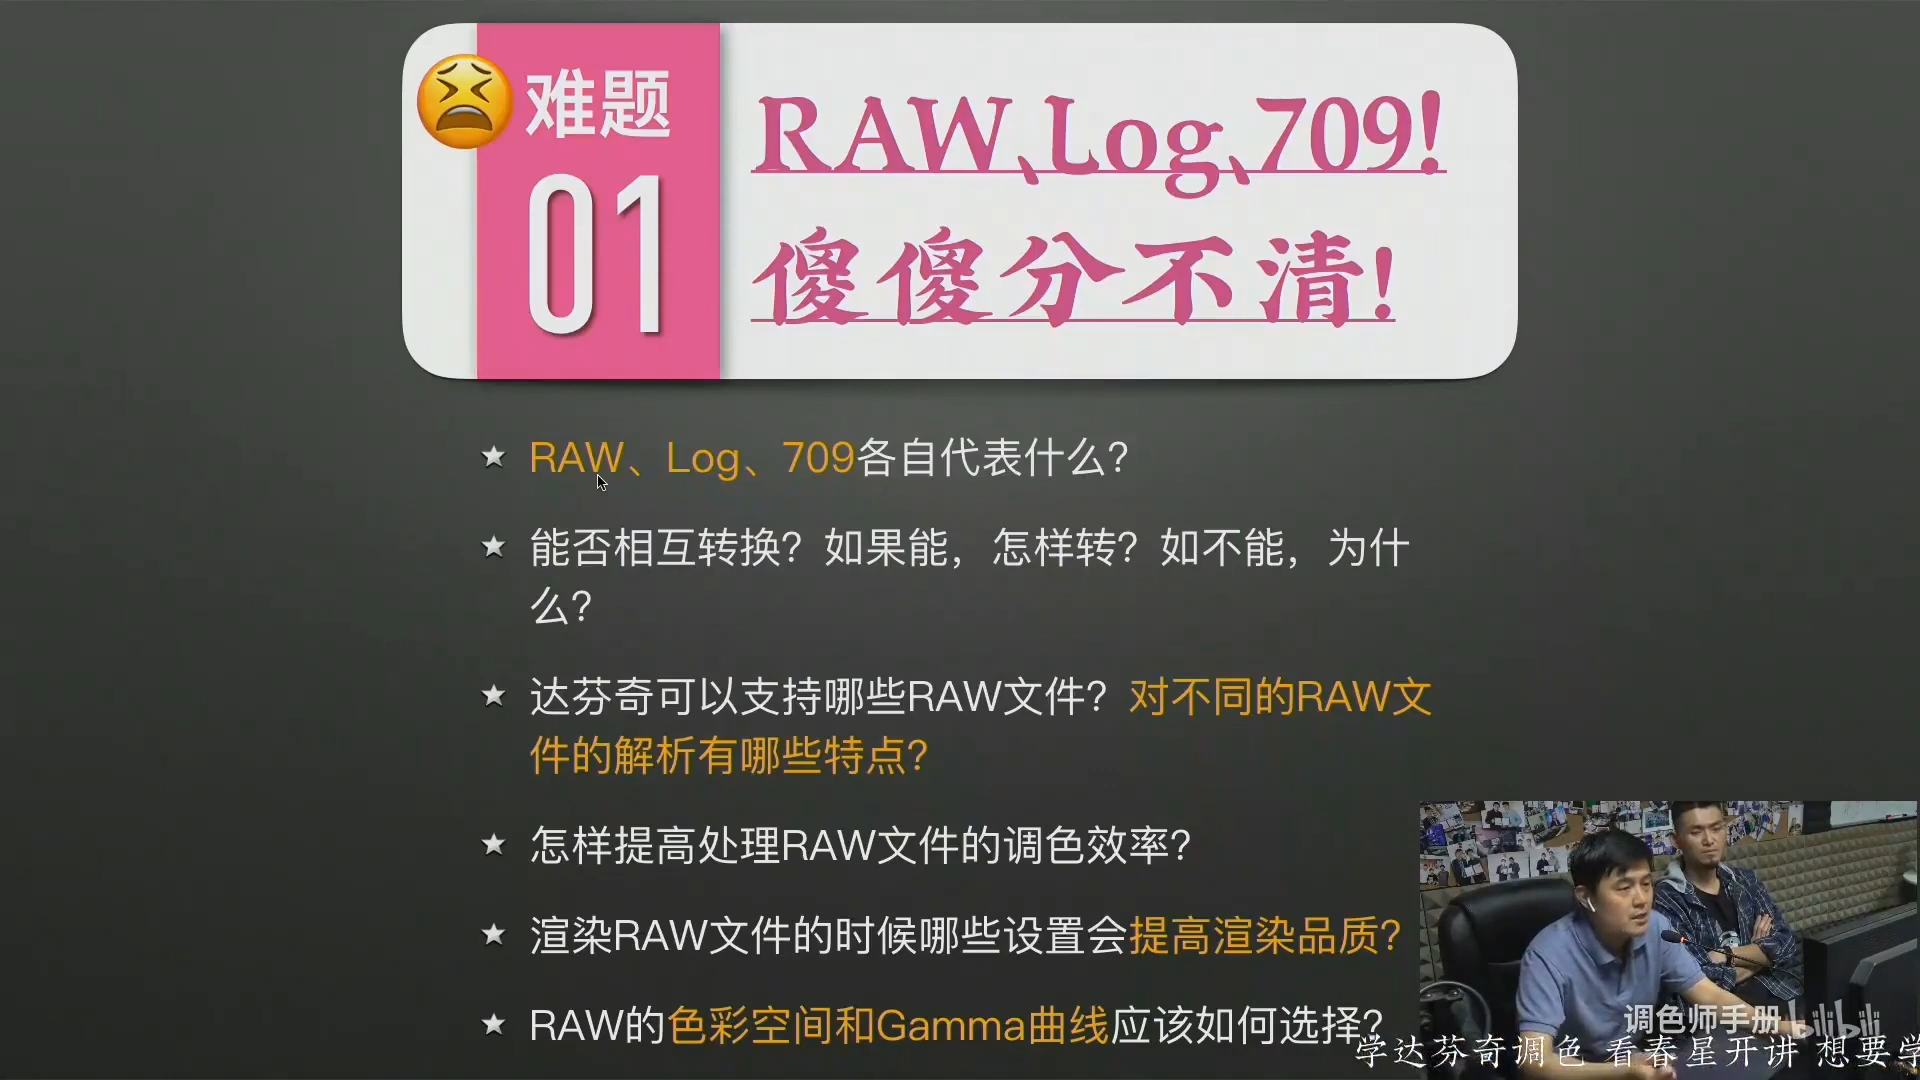 难题
01
RAW、Log、709!
傻傻分不清!
RAW、Log、709各自代表什么?
能否相互转换?如果能,怎样转?如不能,为什
么?
达芬奇可以支持哪些RAW文件?对不同的RAW文
件的解析有哪些特点?
怎样提高处理RAW文件的调色效率?
渲染RAW文件的时候哪些设置会提高渲染品质?
RAW的色彩空间和Gamma曲线应该如何选择?
调色师手册 bilibili
学达芬奇调色 看春星开讲 想要学